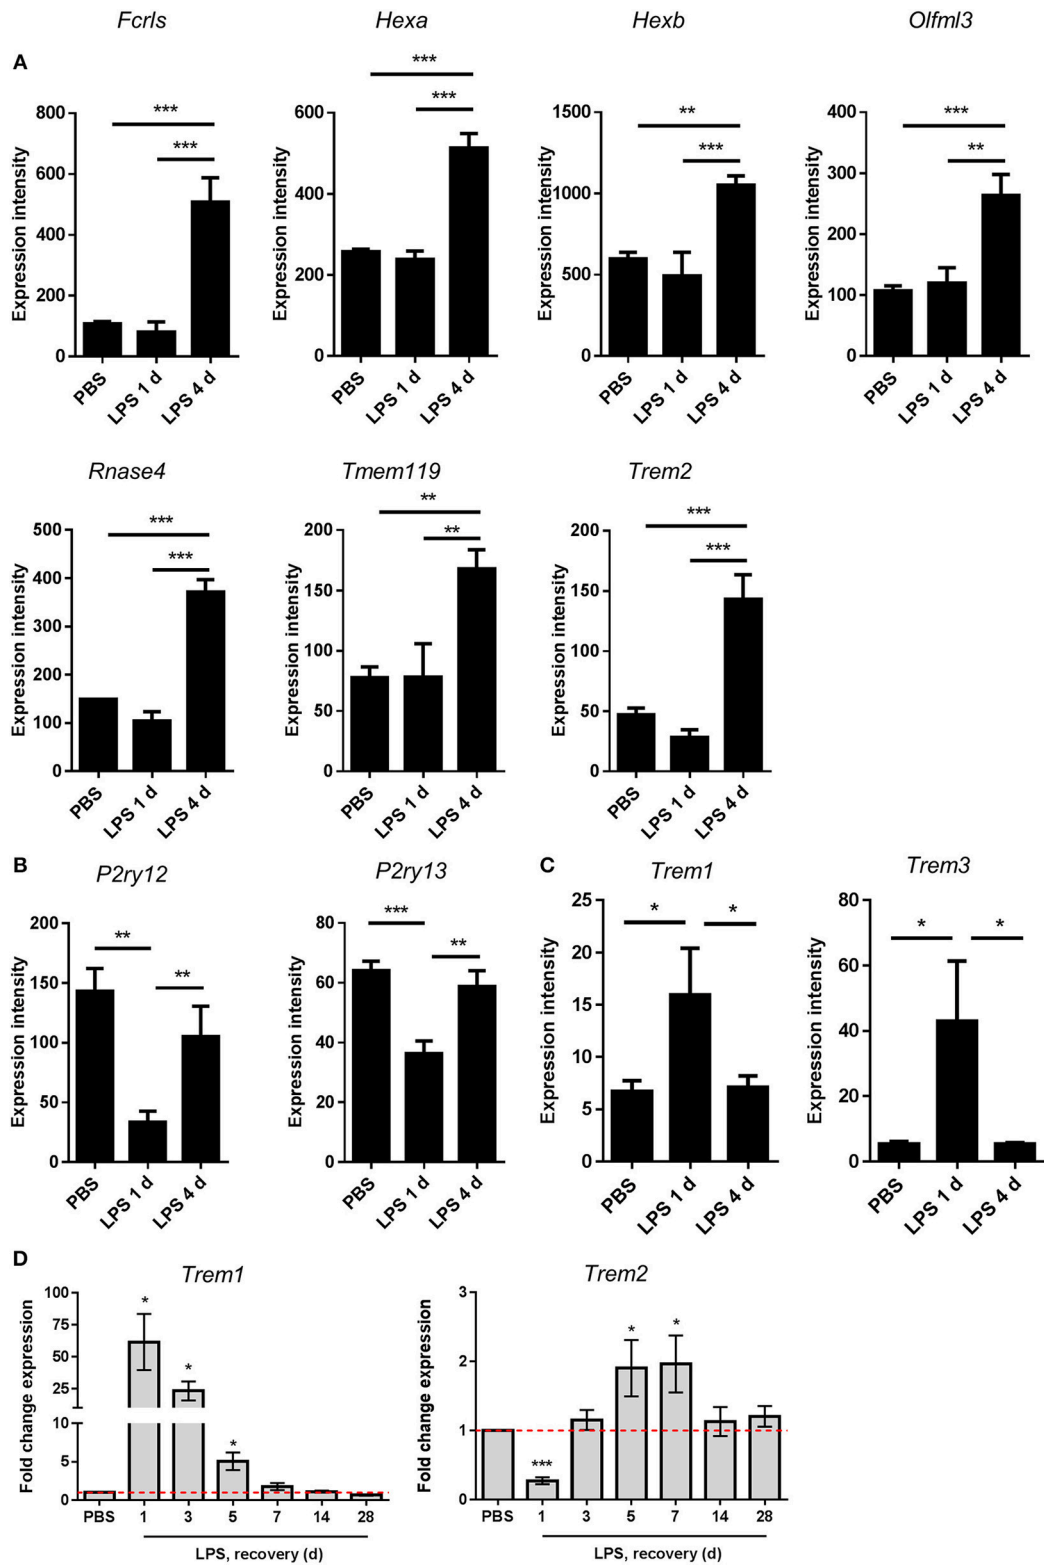 Fcrls Hexa Hexb Olfml3
A
*** *** ** ***
*** *** *** **
Expression intensity
800
600
400
200
0
PBS LPS 1 d LPS 4 d
Expression intensity
600
400
200
0
PBS LPS 1 d LPS 4 d
Expression intensity
1500
1000
500
0
PBS LPS 1 d LPS 4 d
Expression intensity
400
300
200
100
0
PBS LPS 1 d LPS 4 d
Rnase4 Tmem119 Trem2
*** ** ***
*** ** ***
Expression intensity
500
400
300
200
100
0
PBS LPS 1 d LPS 4 d
Expression intensity
200
150
100
50
0
PBS LPS 1 d LPS 4 d
Expression intensity
200
150
100
50
0
PBS LPS 1 d LPS 4 d
B
P2ry12 P2ry13
** **
*** **
Expression intensity
200
150
100
50
0
PBS LPS 1 d LPS 4 d
Expression intensity
80
60
40
20
0
PBS LPS 1 d LPS 4 d
C
Trem1 Trem3
* *
* *
Expression intensity
25
20
15
10
5
0
PBS LPS 1 d LPS 4 d
Expression intensity
80
60
40
20
0
PBS LPS 1 d LPS 4 d
D
Trem1
Fold change expression
100
75
50
25
10
5
0
* * *
PBS 1 3 5 7 14 28
LPS, recovery (d)
Trem2
Fold change expression
3
2
1
0
*** * *
PBS 1 3 5 7 14 28
LPS, recovery (d)